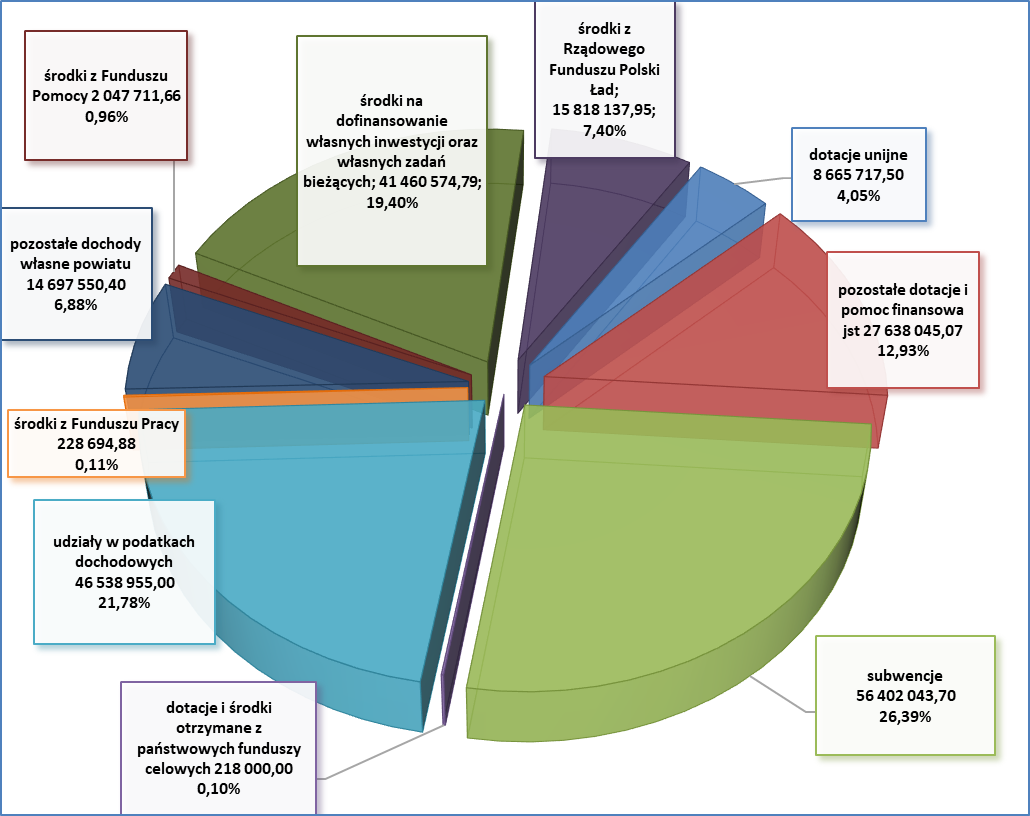 środki z Funduszu
Pomocy 2 047 711,66
0,96%
środki na
dofinansowanie
własnych inwestycji oraz
własnych zadań
bieżących; 41 460 574,79;
19,40%
środki z
Rządowego
Funduszu Polski
Ład;
15 818 137,95;
7,40%
dotacje unijne
8 665 717,50
4,05%
pozostałe dochody
własne powiatu
14 697 550,40
6,88%
pozostałe dotacje i
pomoc finansowa
jst 27 638 045,07
12,93%
środki z Funduszu Pracy
228 694,88
0,11%
udziały w podatkach
dochodowych
46 538 955,00
21,78%
subwencje
56 402 043,70
26,39%
dotacje i środki
otrzymane z
państwowych funduszy
celowych 218 000,00
0,10%